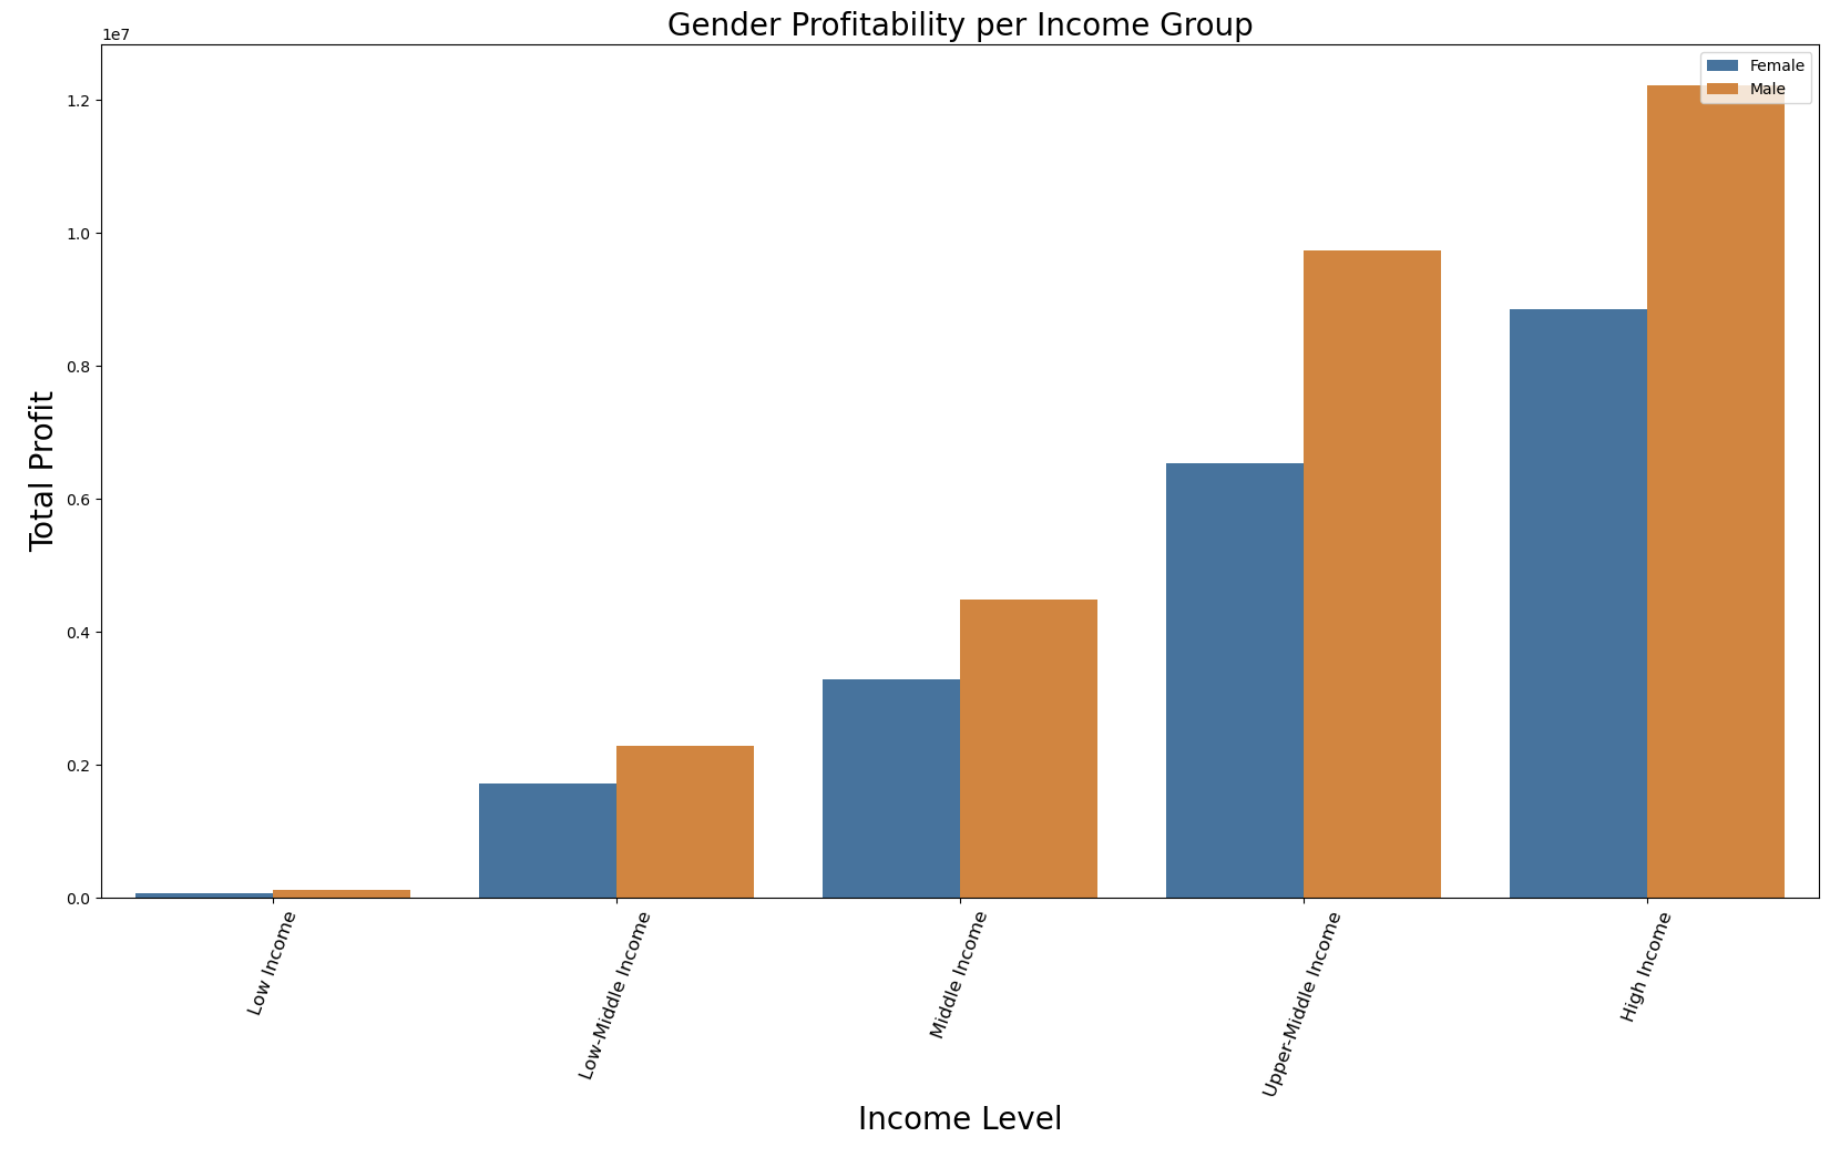 Gender Profitability per Income Group
1e7
Female
Male
1.2
1.0
0.8
0.6
0.4
0.2
0.0
Total Profit
Low Income
Low-Middle Income
Middle Income
Upper-Middle Income
High Income
Income Level